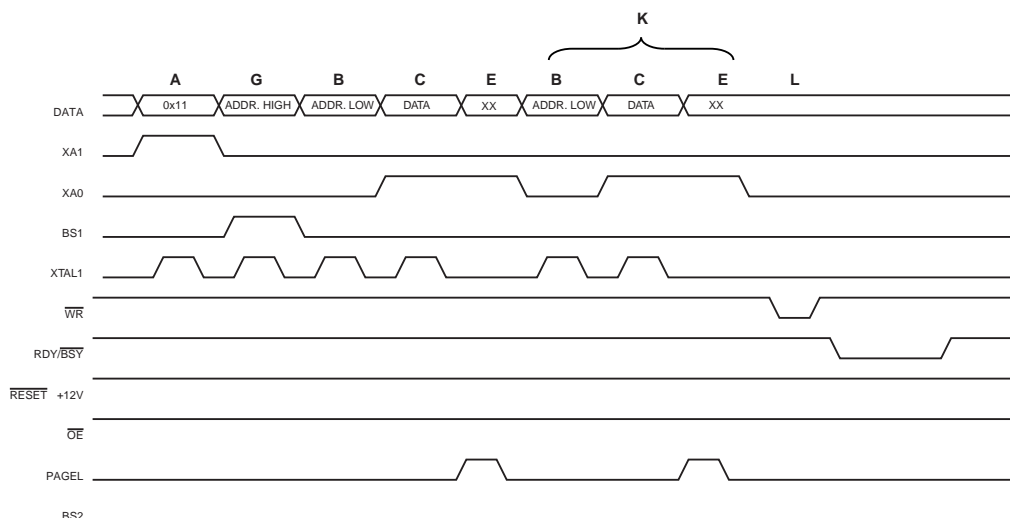 K
A G B C E B C E L
DATA 0x11 ADDR. HIGH ADDR. LOW DATA XX ADDR. LOW DATA XX
XA1
XA0
BS1
XTAL1
WR
RDY/BSY
RESET +12V
OE
PAGEL
BS2